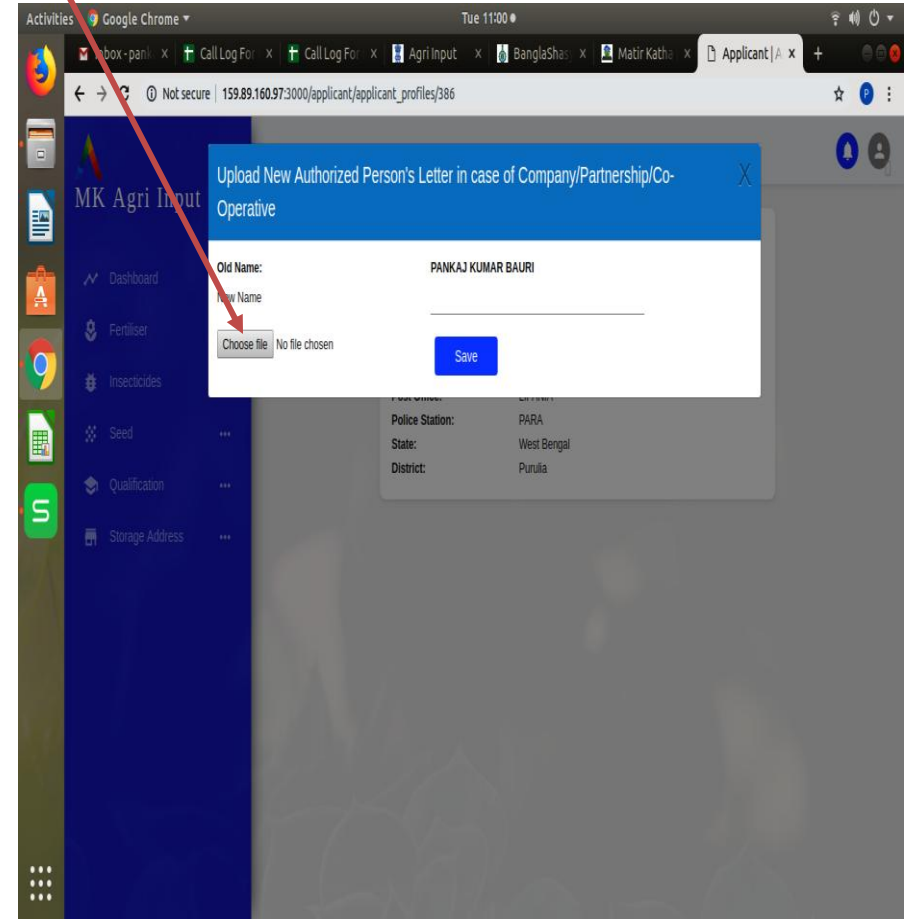 Activities Google Chrome Tue 11:00
Inbox - pank Call Log For Call Log For Agri Input BanglaShas Matir Katha Applicant | A
Not secure 159.89.160.97:3000/applicant/applicant_profiles/386
MK Agri Input
Dashboard
Fertiliser
Insecticides
Seed
Qualification
Storage Address
Upload New Authorized Person's Letter in case of Company/Partnership/Co-
Operative
X
Old Name: PANKAJ KUMAR BAURI
New Name
Choose file No file chosen
Save
Police Station: PARA
State: West Bengal
District: Purulia